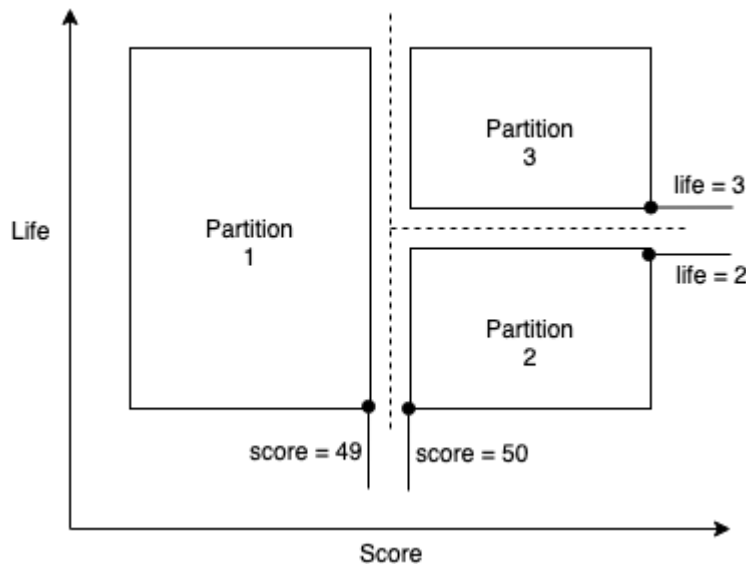 Partition
3
life = 3
Life
Partition
1
life = 2
Partition
2
score = 49
score = 50
Score